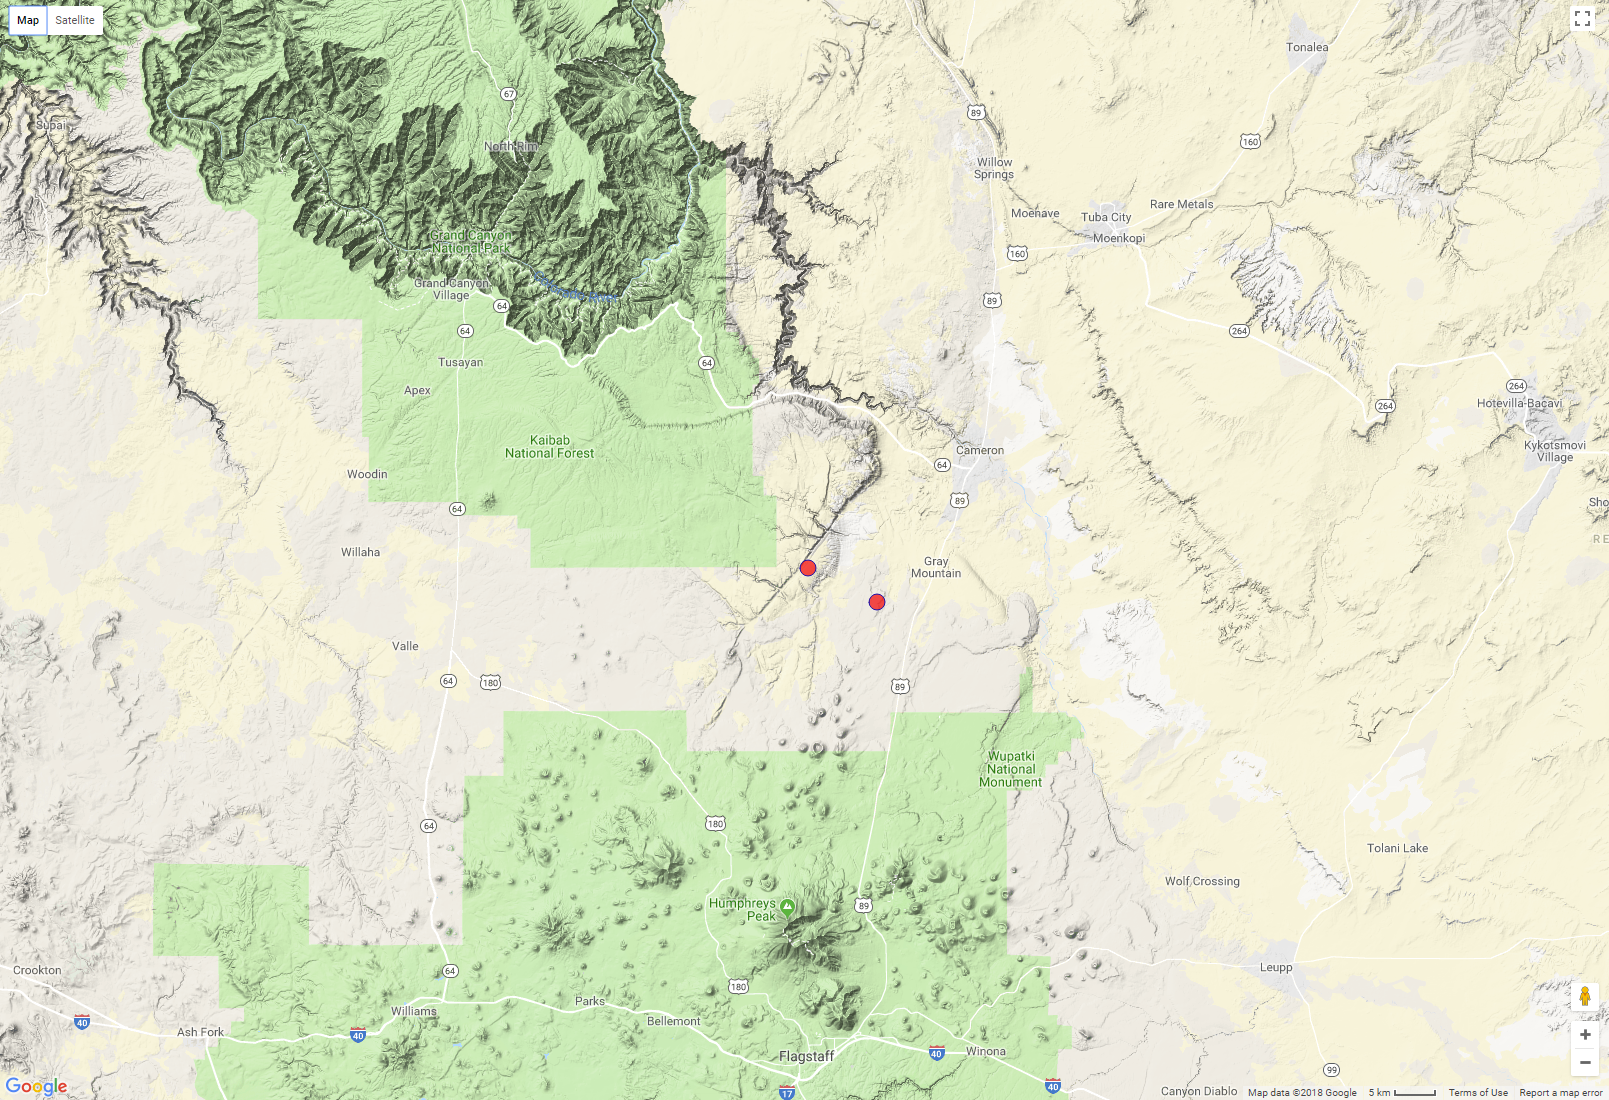 Map
Satellite
Tonalea
67
89
Supai
North Rim
160
Willow
Springs
Rare Metals
Moenave
Tuba City
Moenkopi
Grand Canyon
National Park
160
Grand Canyon
Village
64
89
64
264
Tusayan
64
Apex
264
264
Hotevilla-Bacavi
Kaibab
National Forest
Cameron
Kykotsmovi
Village
64
Woodin
89
Sho
64
RE
Willaha
Gray
Mountain
Valle
64
180
89
Wupatki
National
Monument
64
180
Tolani Lake
Wolf Crossing
Humphreys
Peak
89
Crookton
64
Leupp
180
Parks
Williams
40
Bellemont
Ash Fork
40
Flagstaff
40
Winona
99
Google
17
40
Canyon Diablo
Map data ©2018 Google
5 km
Terms of Use
Report a map error